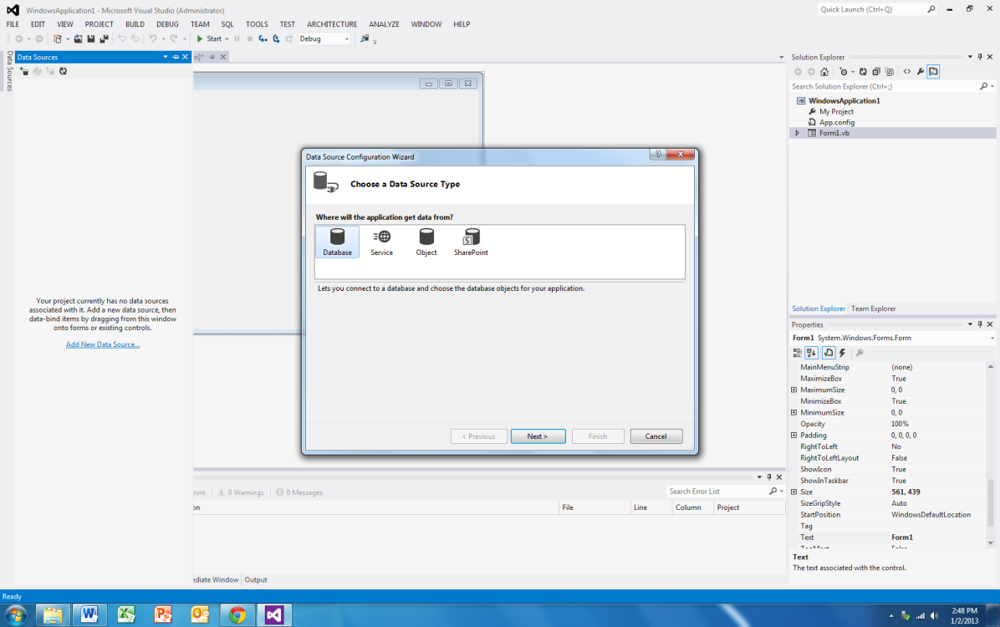 WindowsApplication1 - Microsoft Visual Studio (Administrator)
Quick Launch (Ctrl+Q)
FILE EDIT VIEW PROJECT BUILD DEBUG TEAM SQL TOOLS TEST ARCHITECTURE ANALYZE WINDOW HELP
Start Debug
Data Sources
Data Sources
n]*
Your project currently has no data sources
associated with it. Add a new data source, then
data-bind items by dragging from this window
onto forms or existing controls.
Add New Data Source...
Data Source Configuration Wizard
Choose a Data Source Type
Where will the application get data from?
Database Service Object SharePoint
Lets you connect to a database and choose the database objects for your application.
< Previous Next > Finish Cancel
rors 0 Warnings 0 Messages
Search Error List
on File Line Column Project
ediate Window Output
Solution Explorer
Search Solution Explorer (Ctrl+;)
WindowsApplication1
My Project
App.config
Form1.vb
Solution Explorer Team Explorer
Properties
Form1 System.Windows.Forms.Form
MainMenuStrip (none)
MaximizeBox True
MaximumSize 0, 0
MinimizeBox True
MinimumSize 0, 0
Opacity 100%
Padding 0, 0, 0, 0
RightToLeft No
RightToLeftLayout False
ShowIcon True
ShowInTaskbar True
Size 561, 439
SizeGripStyle Auto
StartPosition WindowsDefaultLocation
Tag
Text Form1
TopMost False
Text
The text associated with the control.
Ready
2:48 PM
1/2/2013